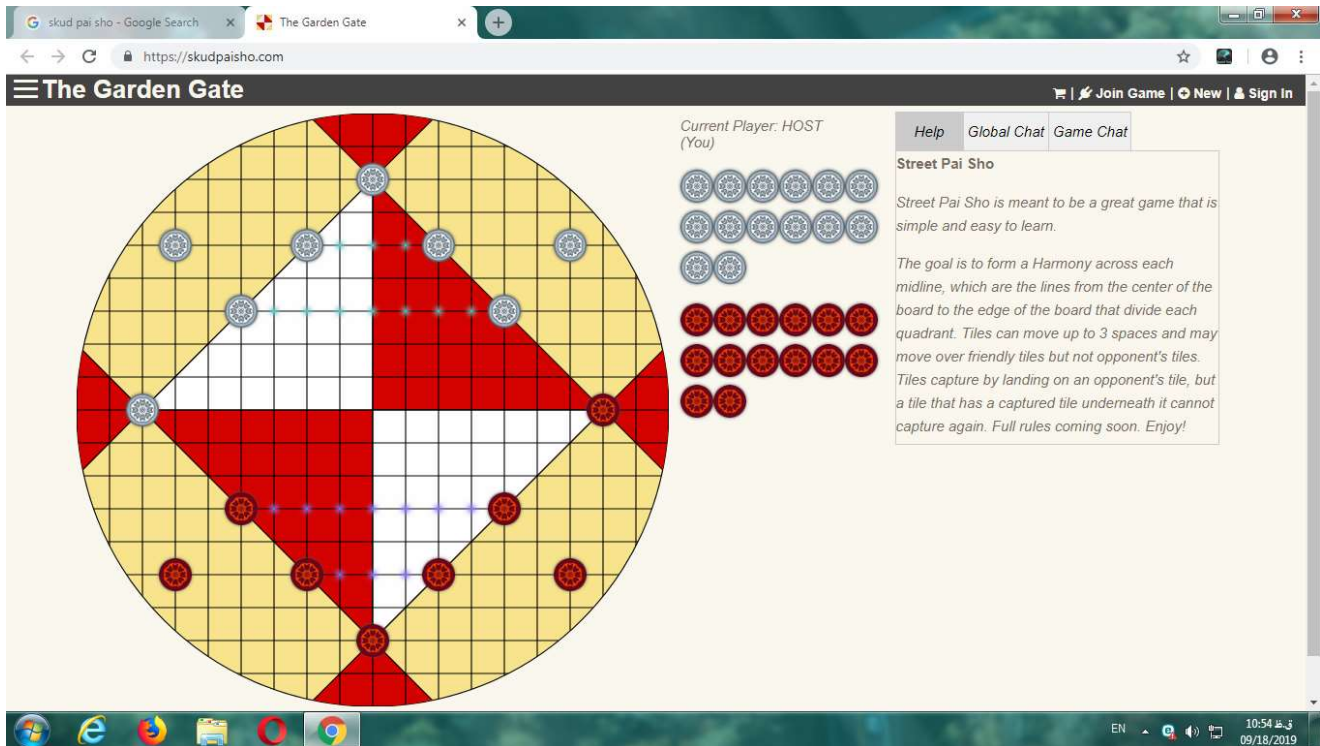 skud pai sho - Google Search
The Garden Gate
https://skudpaisho.com
The Garden Gate
Join Game | New | Sign In
Current Player: HOST
(You)
Help Global Chat Game Chat
Street Pai Sho
Street Pai Sho is meant to be a great game that is
simple and easy to learn.
The goal is to form a Harmony across each
midline, which are the lines from the center of the
board to the edge of the board that divide each
quadrant. Tiles can move up to 3 spaces and may
move over friendly tiles but not opponent's tiles.
Tiles capture by landing on an opponent's tile, but
a tile that has a captured tile underneath it cannot
capture again. Full rules coming soon. Enjoy!
EN
10:54 ق.ظ
09/18/2019